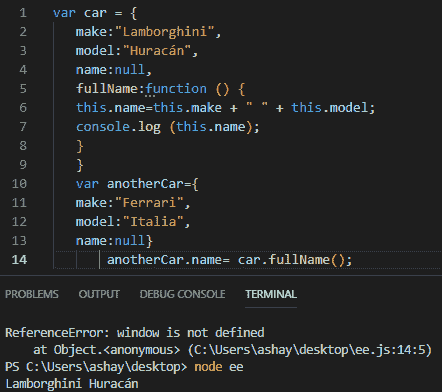 1 var car = {
2 make:"Lamborghini",
3 model:"Huracán",
4 name:null,
5 fullName:function () {
6 this.name=this.make + " " + this.model;
7 console.log (this.name);
8 }
9 }
10 var anotherCar={
11 make:"Ferrari",
12 model:"Italia",
13 name:null}
14 anotherCar.name= car.fullName();
PROBLEMS OUTPUT DEBUG CONSOLE TERMINAL
ReferenceError: window is not defined
at Object.<anonymous> (C:\Users\ashay\desktop\ee.js:14:5)
PS C:\Users\ashay\desktop> node ee
Lamborghini Huracán